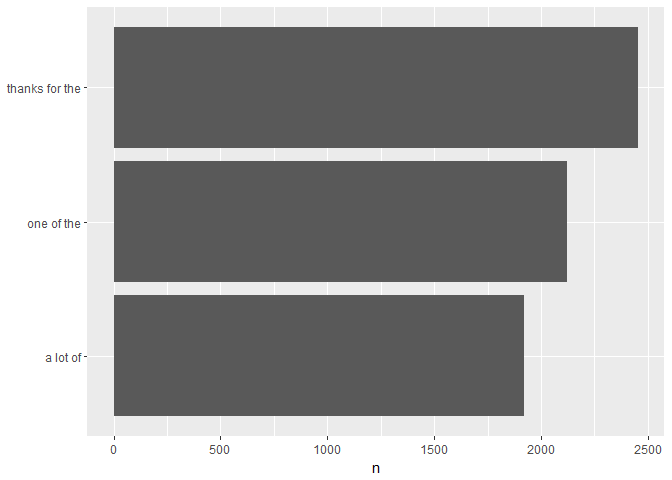 thanks for the
one of the
a lot of
0 500 1000 1500 2000 2500
n